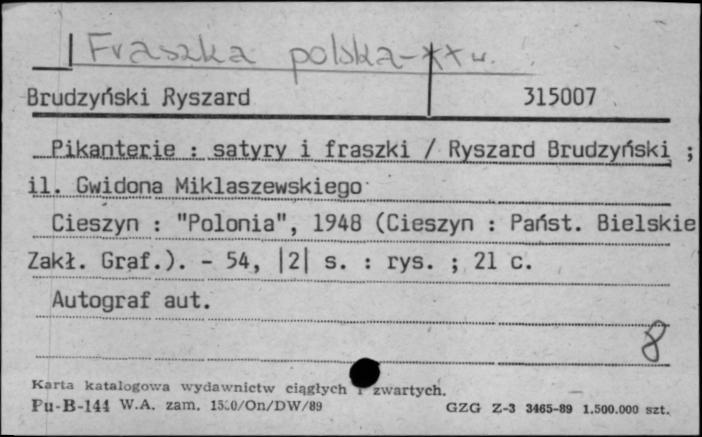 Fraszka polska - XX w.
Brudzyński Ryszard 315007
Pikanterie : satyry i fraszki / Ryszard Brudzyński ;
il. Gwidona Miklaszewskiego
Cieszyn : "Polonia", 1948 (Cieszyn : Państ. Bielskie
Zakł. Graf.). - 54, |2| s. : rys. ; 21 c.
Autograf aut.
8
Karta katalogowa wydawnictw ciągłych i zwartych.
Pu-B-144 W.A. zam. /On/DW/89 GZG Z-3 3465-89 1.500.000 szt.